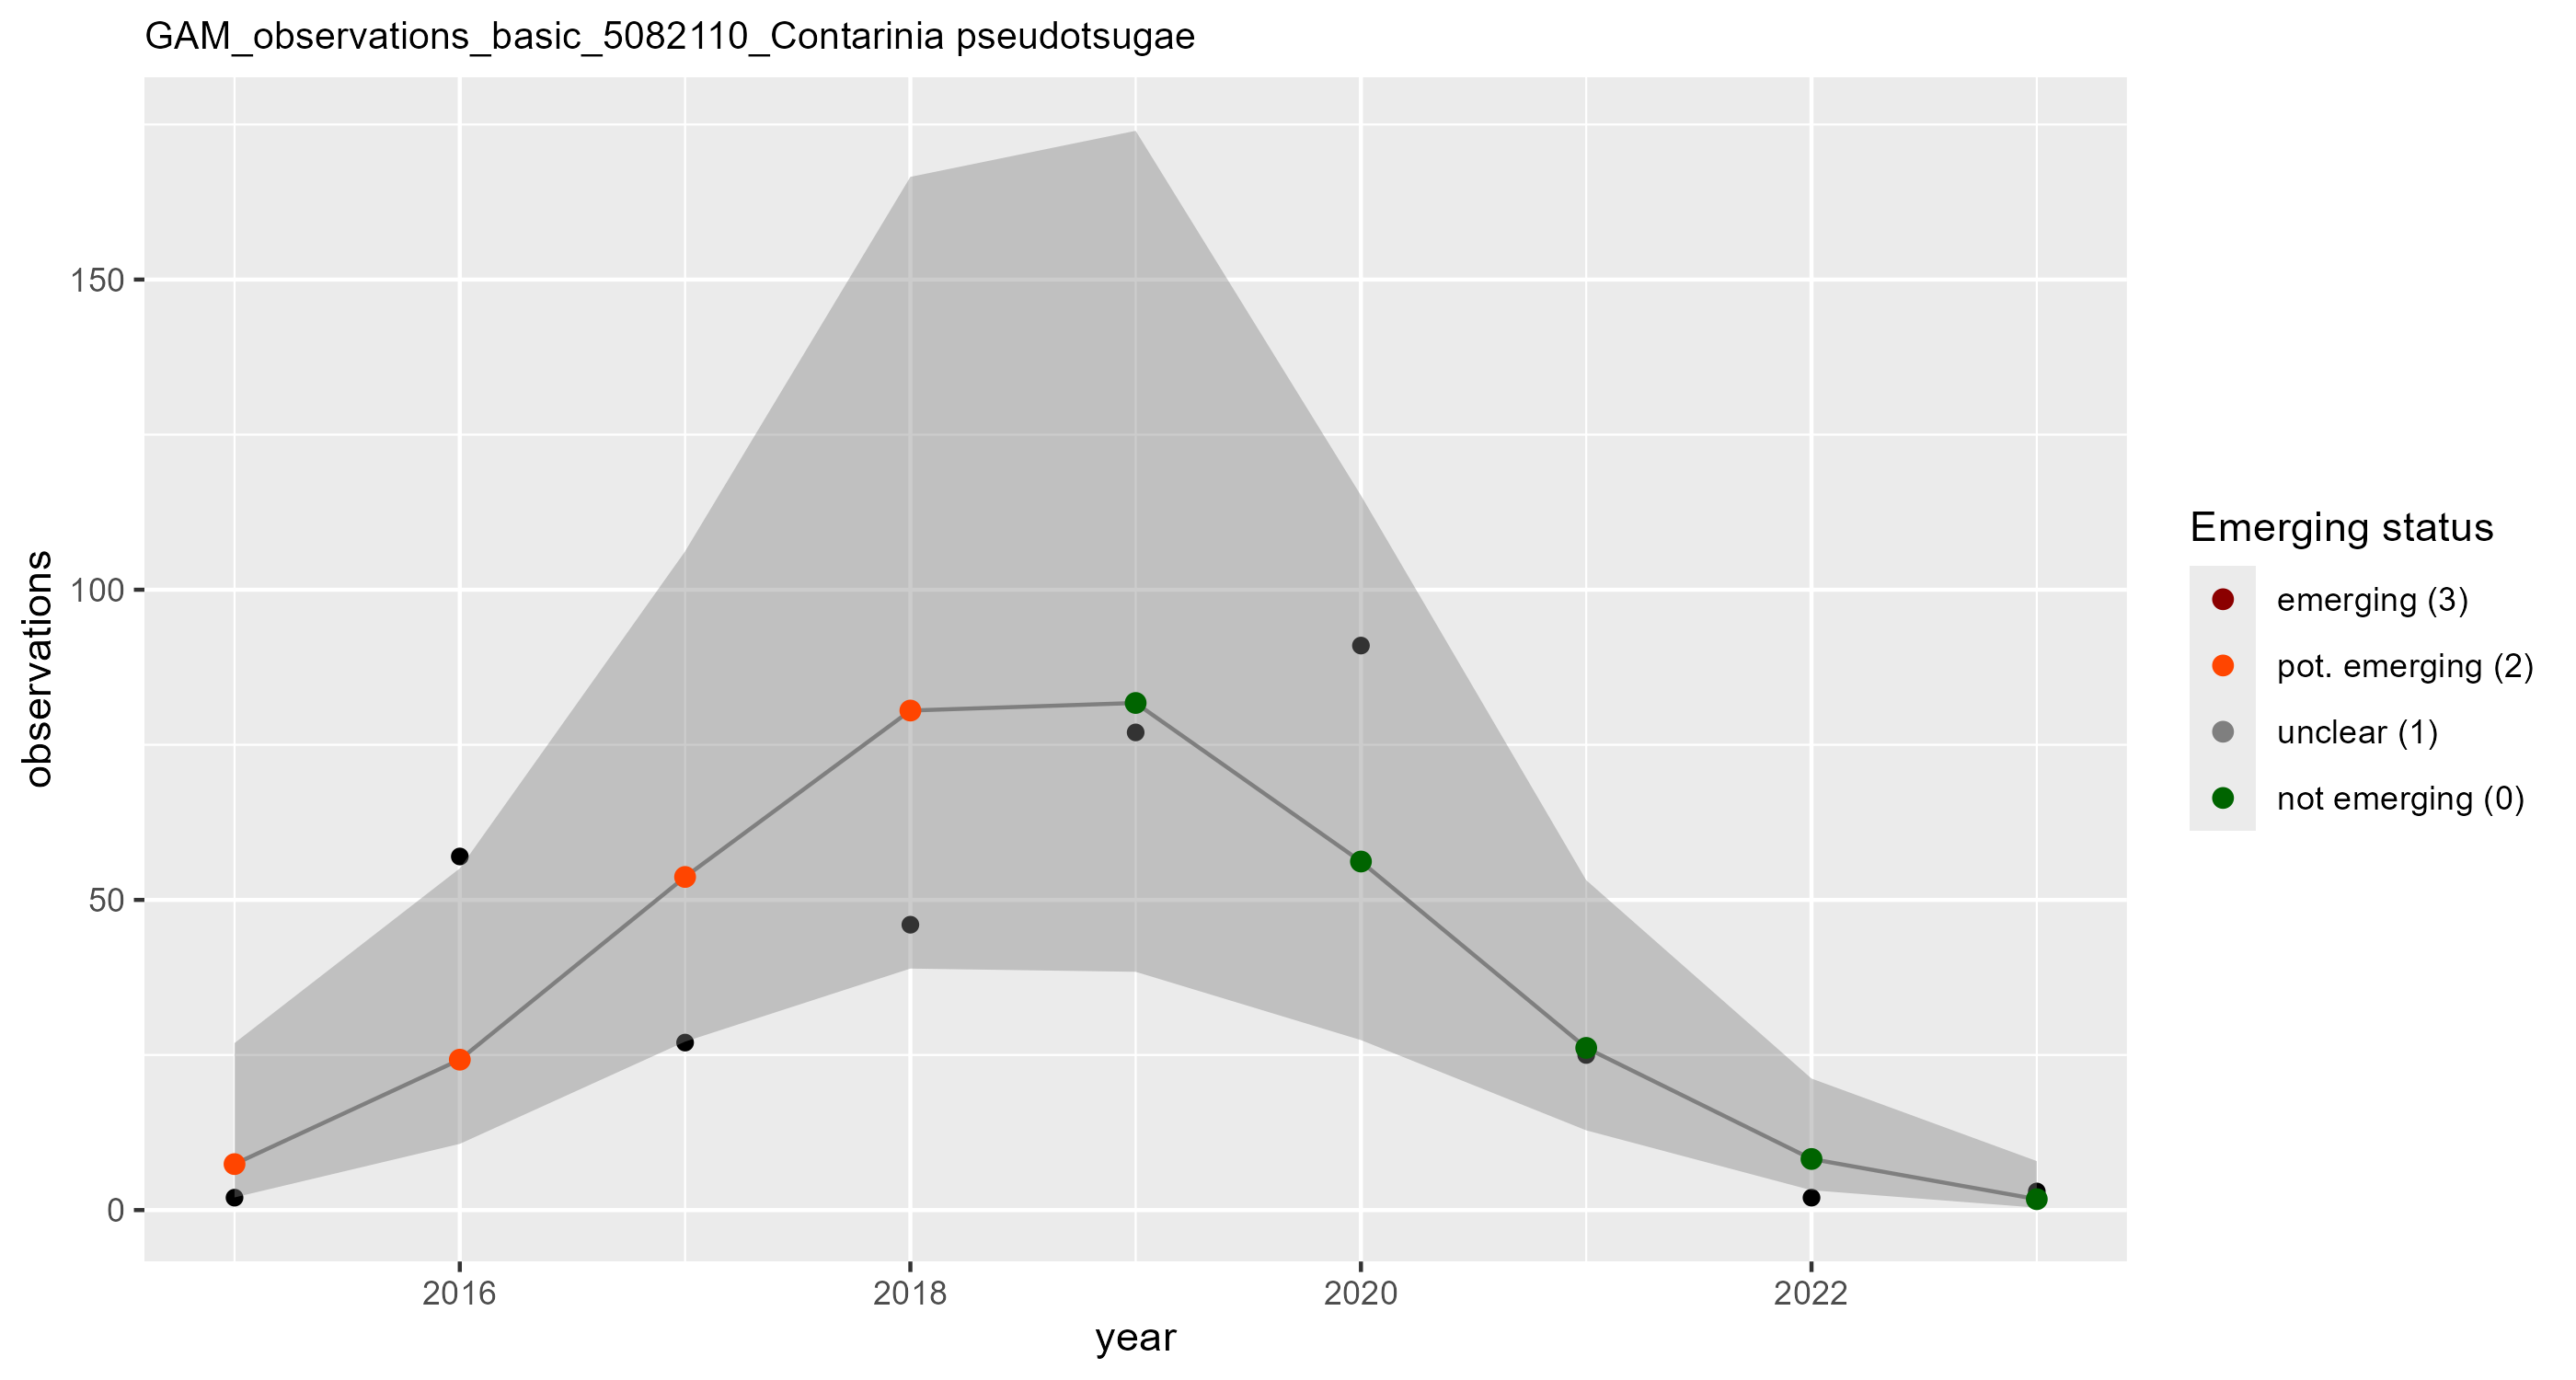 GAM_observations_basic_5082110_Contarinia pseudotsugae
150
100
50
0
observations
2016 2018 2020 2022
year
Emerging status
emerging (3)
pot. emerging (2)
unclear (1)
not emerging (0)